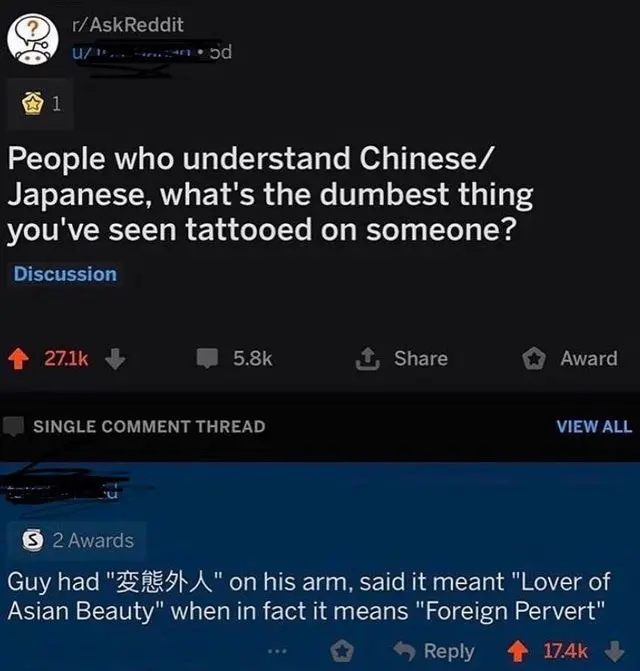 r/AskReddit
u/ • 5d
1
People who understand Chinese/
Japanese, what's the dumbest thing
you've seen tattooed on someone?
Discussion
27.1k 5.8k Share Award
SINGLE COMMENT THREAD VIEW ALL
S 2 Awards
Guy had "変態外人" on his arm, said it meant "Lover of
Asian Beauty" when in fact it means "Foreign Pervert"
... Reply 17.4k